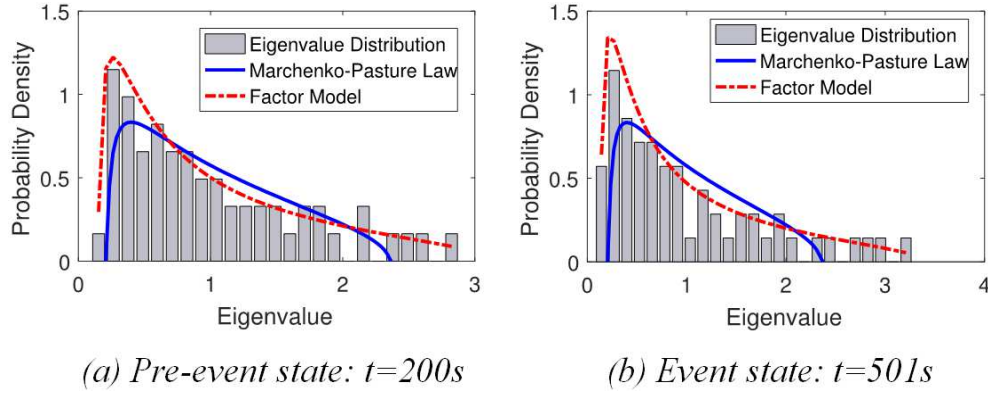 1.5
1
0.5
0
Probability Density
Eigenvalue Distribution
Marchenko-Pasture Law
Factor Model
0 1 2 3
Eigenvalue
(a) Pre-event state: t=200s
1.5
1
0.5
0
Probability Density
Eigenvalue Distribution
Marchenko-Pasture Law
Factor Model
0 1 2 3 4
Eigenvalue
(b) Event state: t=501s